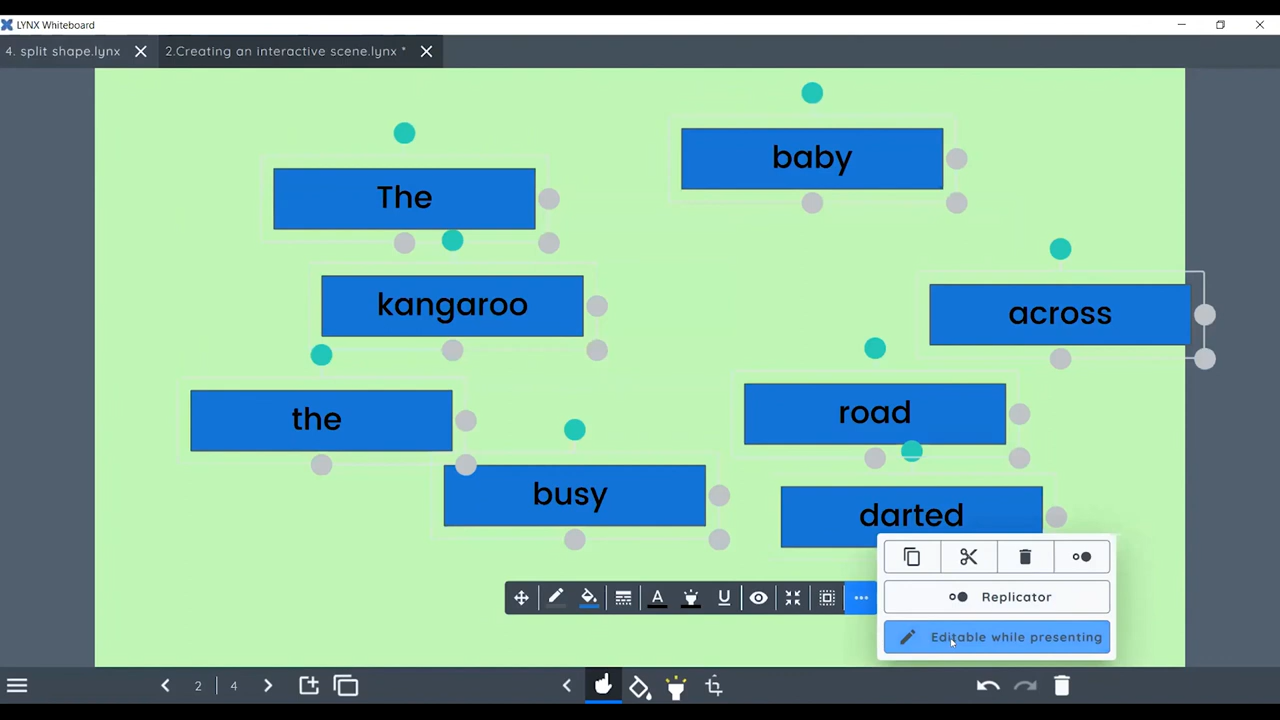 LYNX Whiteboard
4. split shape.lynx
2.Creating an interactive scene.lynx *
baby
The
kangaroo
across
the
road
busy
darted
A
U
Replicator
Editable while presenting
2 | 4